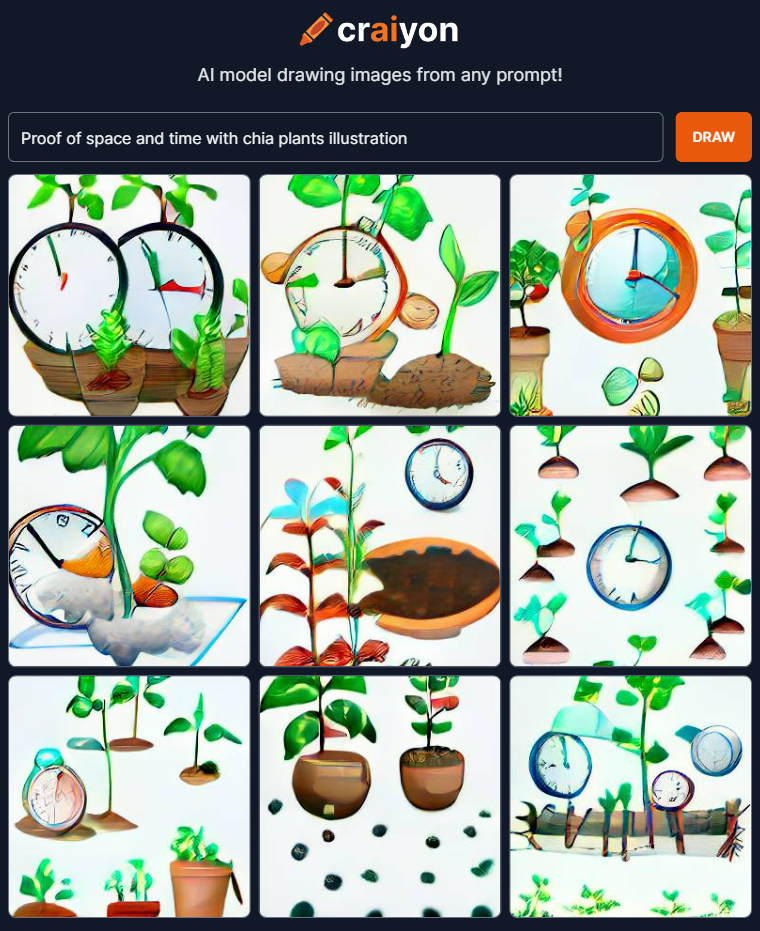 craiyon
AI model drawing images from any prompt!
Proof of space and time with chia plants illustration
DRAW